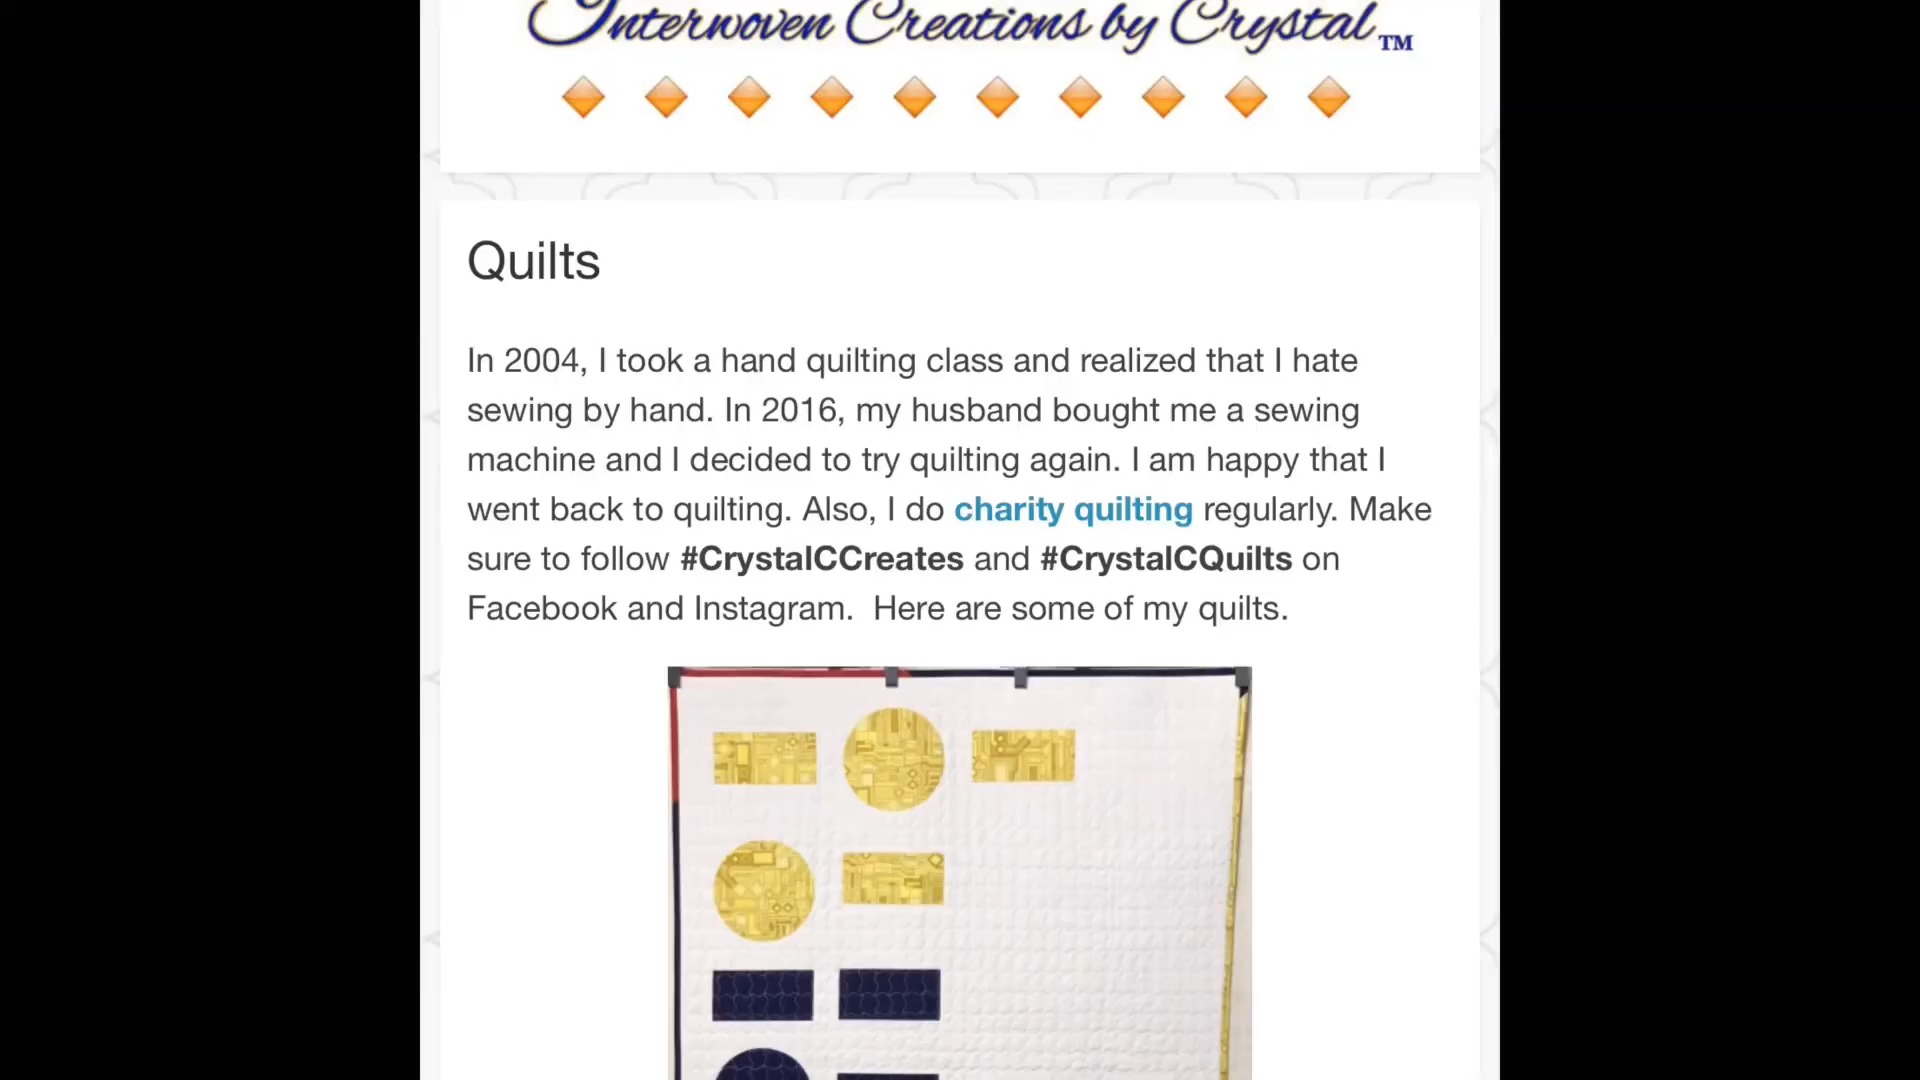 Interwoven Creations by Crystal™
Quilts
In 2004, I took a hand quilting class and realized that I hate
sewing by hand. In 2016, my husband bought me a sewing
machine and I decided to try quilting again. I am happy that I
went back to quilting. Also, I do charity quilting regularly. Make
sure to follow #CrystalCCreates and #CrystalCQuilts on
Facebook and Instagram.  Here are some of my quilts.